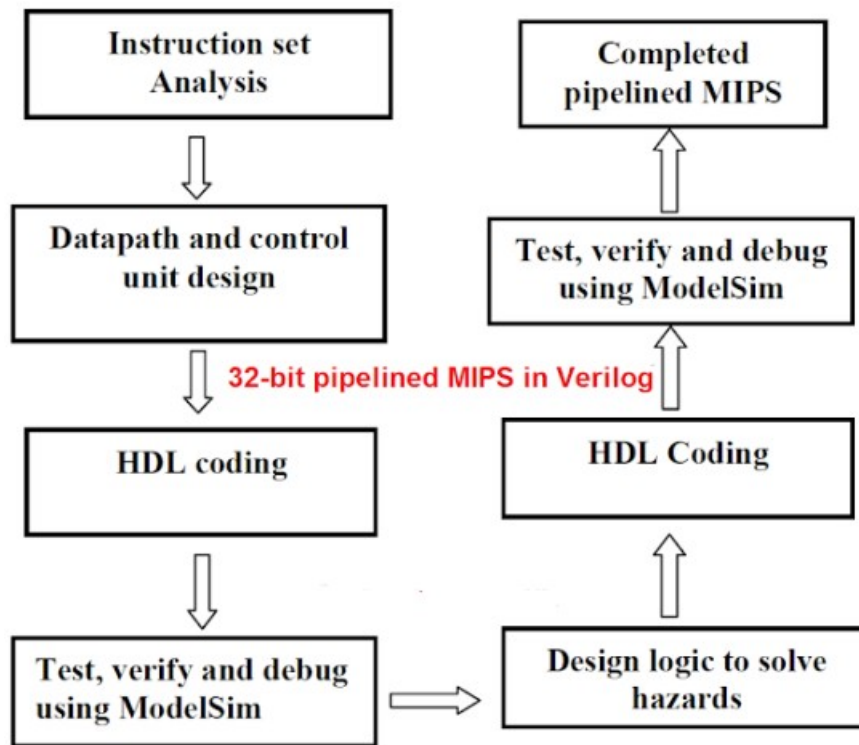 Instruction set
Analysis
Datapath and control
unit design
32-bit pipelined MIPS in Verilog
HDL coding
Test, verify and debug
using ModelSim
Design logic to solve
hazards
HDL Coding
Test, verify and debug
using ModelSim
Completed
pipelined MIPS